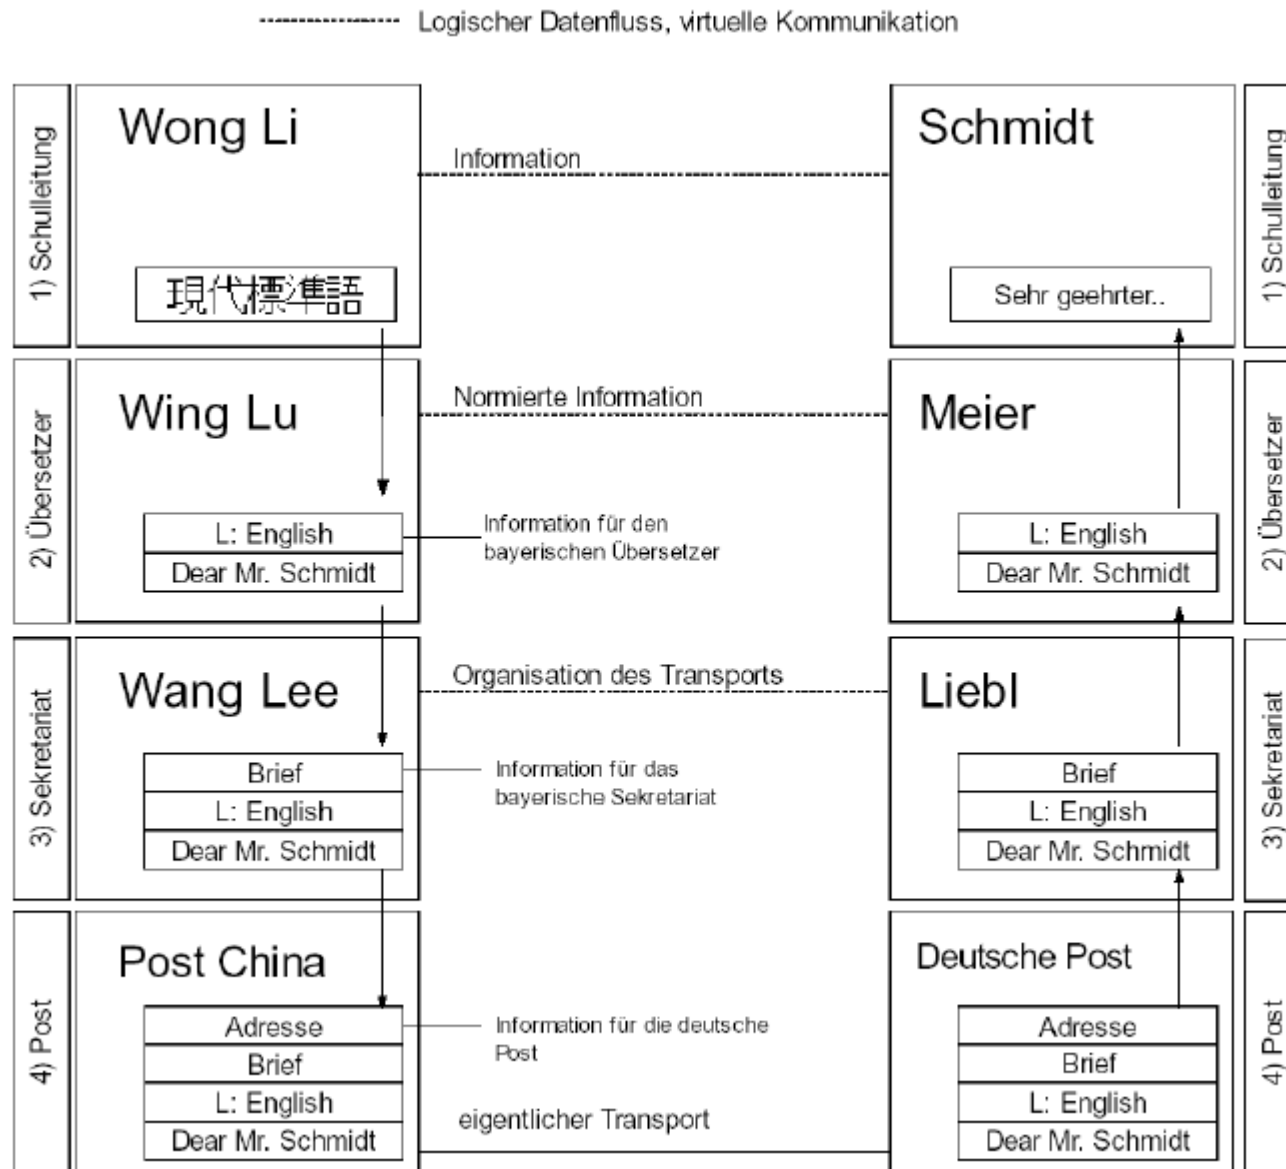 Logischer Datenfluss, virtuelle Kommunikation
1) Schulleitung
Wong Li
現代標準語
Information
Schmidt
Sehr geehrter..
1) Schulleitung
2) Übersetzer
Wing Lu
L: English
Dear Mr. Schmidt
Normierte Information
Information für den
bayerischen Übersetzer
Meier
L: English
Dear Mr. Schmidt
2) Übersetzer
3) Sekretariat
Wang Lee
Brief
L: English
Dear Mr. Schmidt
Organisation des Transports
Information für das
bayerische Sekretariat
Liebl
Brief
L: English
Dear Mr. Schmidt
3) Sekretariat
4) Post
Post China
Adresse
Brief
L: English
Dear Mr. Schmidt
Information für die deutsche
Post
eigentlicher Transport
Deutsche Post
Adresse
Brief
L: English
Dear Mr. Schmidt
4) Post